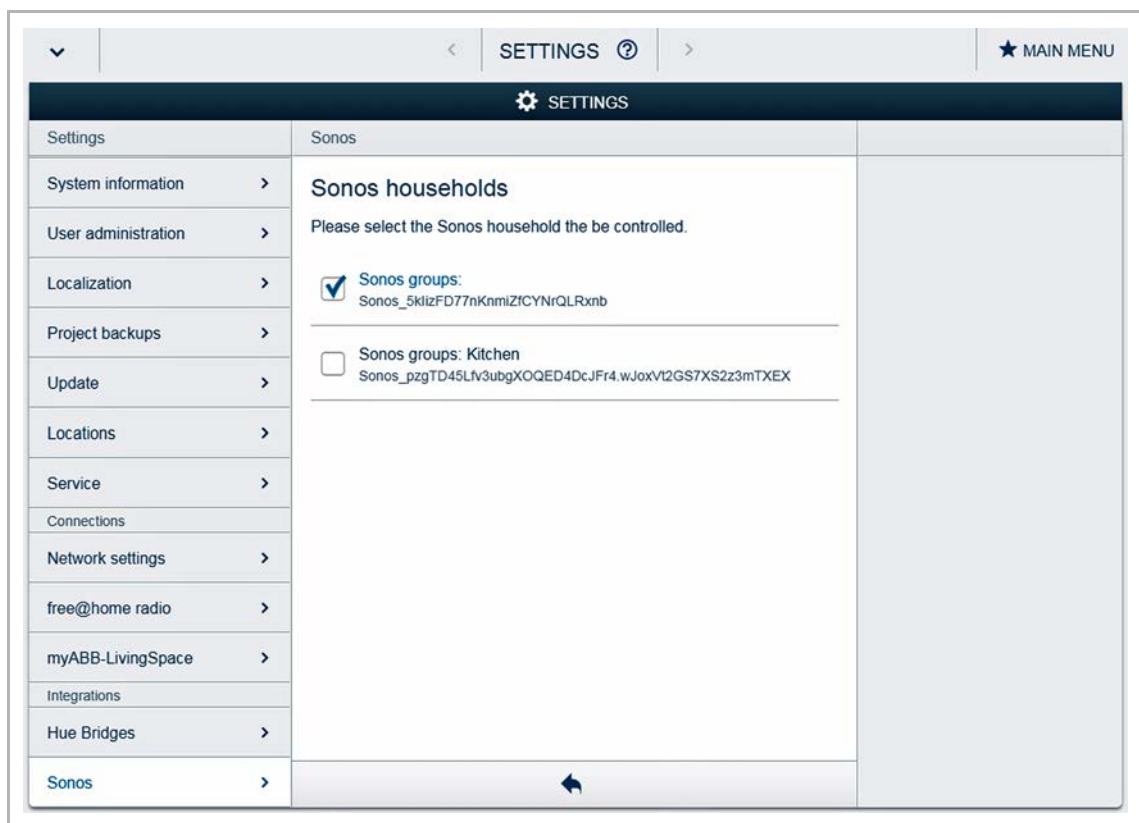 SETTINGS
MAIN MENU
SETTINGS
Settings
Sonos
System information
User administration
Localization
Project backups
Update
Locations
Service
Connections
Network settings
free@home radio
myABB-LivingSpace
Integrations
Hue Bridges
Sonos
Sonos households
Please select the Sonos household the be controlled.
Sonos groups:
Sonos_5klizFD77nKnmiZfCYNrQLRxnb
Sonos groups: Kitchen
Sonos_pzgTD45Lfv3ubgXOQED4DcJFr4.wJoxVt2GS7XS2z3mTXEX